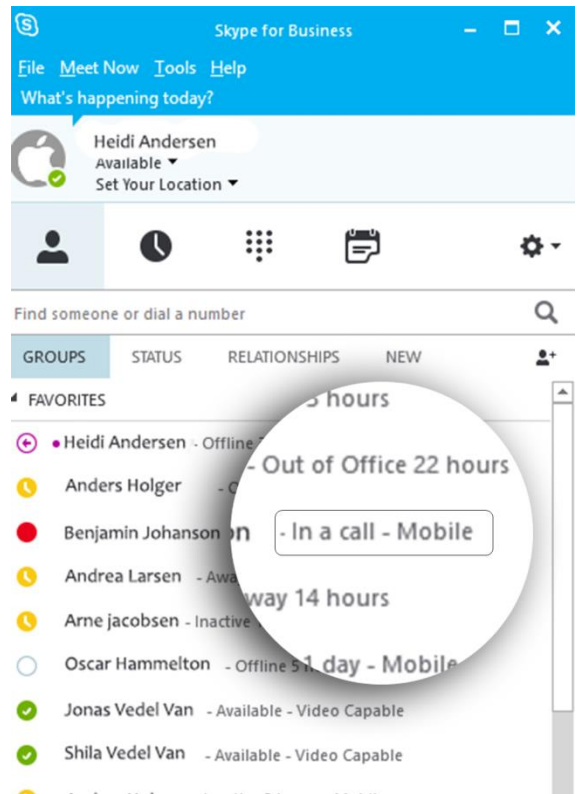 Skype for Business
File Meet Now Tools Help
What's happening today?
Heidi Andersen
Available
Set Your Location
Find someone or dial a number
GROUPS STATUS RELATIONSHIPS NEW
FAVORITES
hours
Heidi Andersen - Offline
- Out of Office 22 hours
Anders Holger -
Benjamin Johanson - In a call - Mobile
Andrea Larsen -
way 14 hours
Arne jacobsen - Inactive
Oscar Hammelton - Offline 5
1 day - Mobile
Jonas Vedel Van - Available - Video Capable
Shila Vedel Van - Available - Video Capable